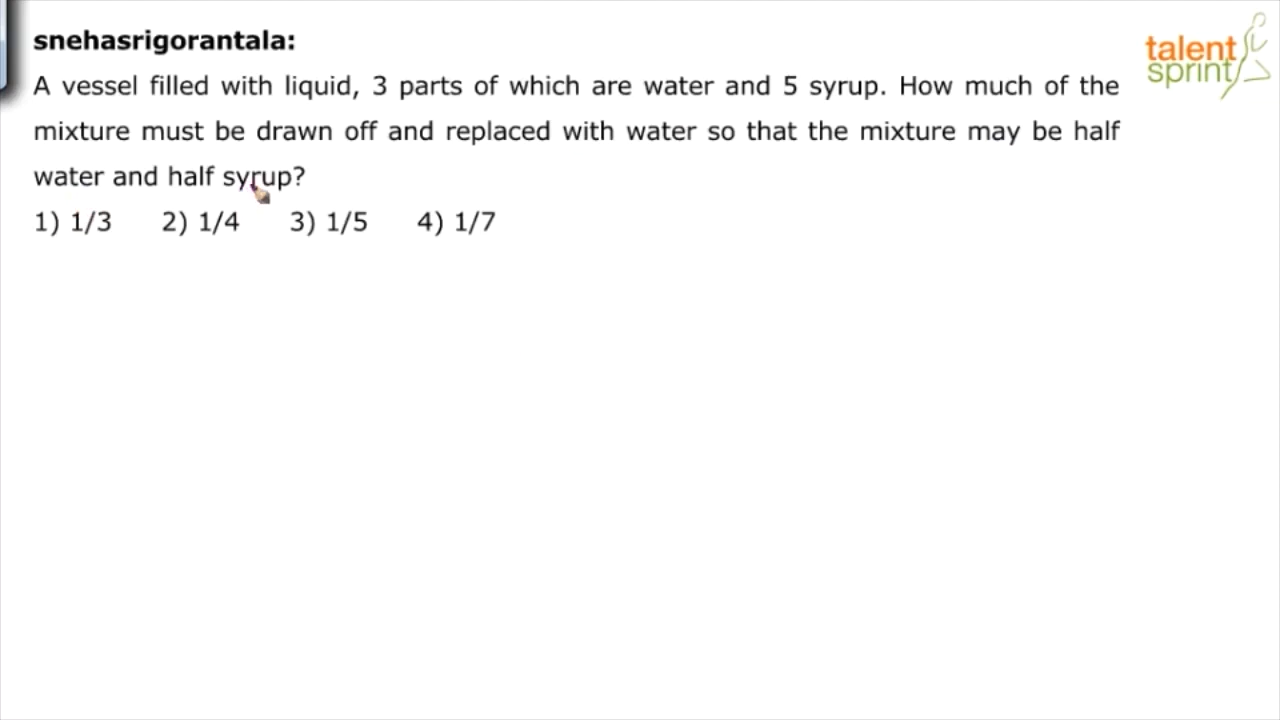 snehasrigorantala:
talent
sprint
A vessel filled with liquid, 3 parts of which are water and 5 syrup. How much of the
mixture must be drawn off and replaced with water so that the mixture may be half
water and half syrup?
1) 1/3 2) 1/4 3) 1/5 4) 1/7